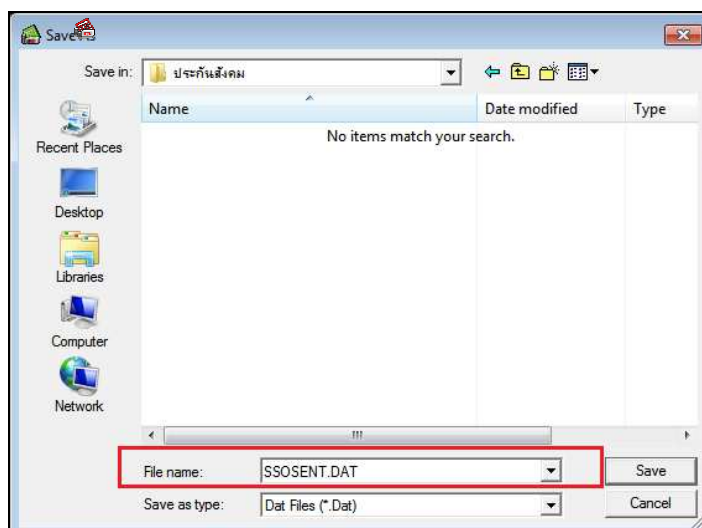 Save As
Save in: ประกันสังคม
Name Date modified Type
No items match your search.
Recent Places
Desktop
Libraries
Computer
Network
File name: SSOSENT.DAT Save
Save as type: Dat Files (*.Dat) Cancel